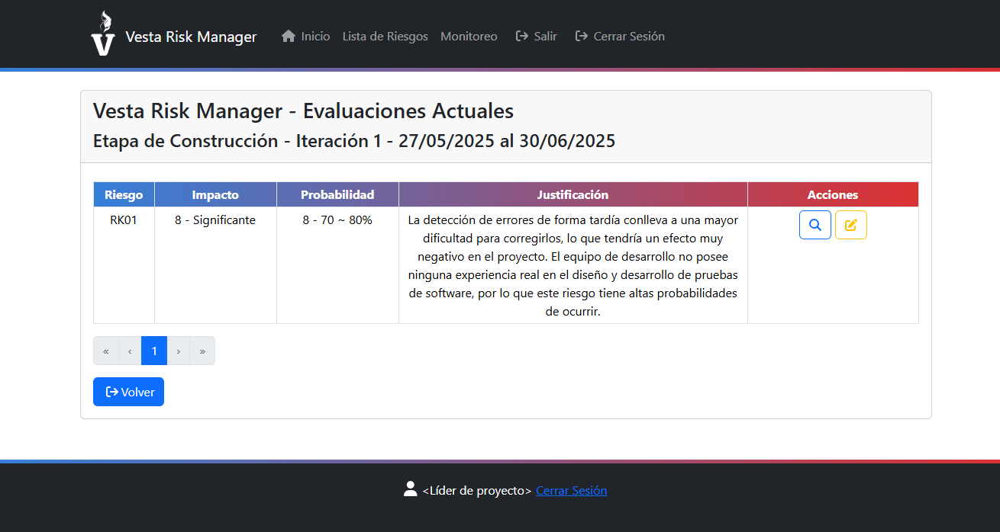 V Vesta Risk Manager Inicio Lista de Riesgos Monitoreo Salir Cerrar Sesión
Vesta Risk Manager - Evaluaciones Actuales
Etapa de Construcción - Iteración 1 - 27/05/2025 al 30/06/2025
Riesgo Impacto Probabilidad Justificación Acciones
RK01 8 - Significante 8 - 70 ~ 80% La detección de errores de forma tardía conlleva a una mayor
dificultad para corregirlos, lo que tendría un efecto muy
negativo en el proyecto. El equipo de desarrollo no posee
ninguna experiencia real en el diseño y desarrollo de pruebas
de software, por lo que este riesgo tiene altas probabilidades
de ocurrir.
« ‹ 1 › »
Volver
<Líder de proyecto> Cerrar Sesión